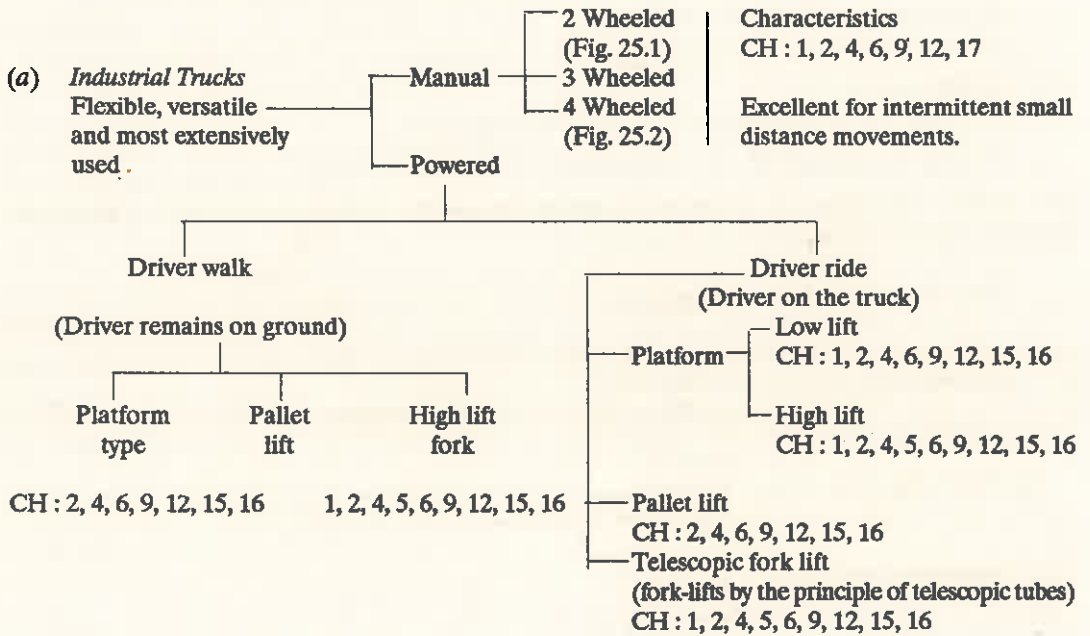 (a) Industrial Trucks
Flexible, versatile
and most extensively
used .
Manual
2 Wheeled
(Fig. 25.1)
3 Wheeled
4 Wheeled
(Fig. 25.2)
Characteristics
CH : 1, 2, 4, 6, 9, 12, 17
Excellent for intermittent small
distance movements.
Powered
Driver walk
(Driver remains on ground)
Platform
type
Pallet
lift
High lift
fork
CH : 2, 4, 6, 9, 12, 15, 16
1, 2, 4, 5, 6, 9, 12, 15, 16
Driver ride
(Driver on the truck)
Platform
Low lift
CH : 1, 2, 4, 6, 9, 12, 15, 16
High lift
CH : 1, 2, 4, 5, 6, 9, 12, 15, 16
Pallet lift
CH : 2, 4, 6, 9, 12, 15, 16
Telescopic fork lift
(fork-lifts by the principle of telescopic tubes)
CH : 1, 2, 4, 5, 6, 9, 12, 15, 16